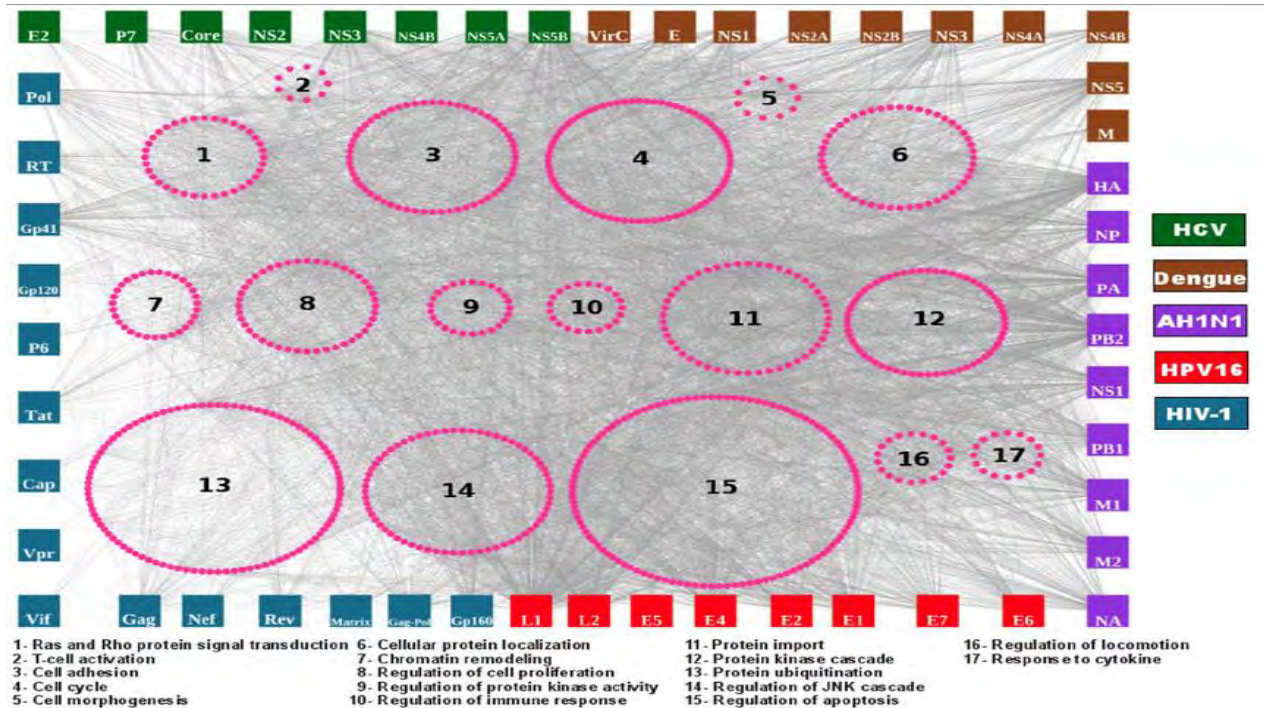 E2 P7 Core NS2 NS3 NS4B NS5A NS5B VirC E NS1 NS2A NS2B NS3 NS4A NS4B
Pol 2 5 NS5
M
RT 1 3 4 6
HA
Gp41 NP
HCV
Gp120 PA
Dengue
7 8 9 10 11 12
AH1N1
P6 PB2
HPV16
Tat NS1
HIV-1
PB1
16 17
Cap 13 14 15 M1
Vpr M2
Vif Gag Nef Rev Matrix Gag-Pol Gp160 L1 L2 E5 E4 E2 E1 E7 E6 NA
1- Ras and Rho protein signal transduction
2- T-cell activation
3- Cell adhesion
4- Cell cycle
5- Cell morphogenesis
6- Cellular protein localization
7- Chromatin remodeling
8- Regulation of cell proliferation
9- Regulation of protein kinase activity
10- Regulation of immune response
11- Protein import
12- Protein kinase cascade
13- Protein ubiquitination
14- Regulation of JNK cascade
15- Regulation of apoptosis
16- Regulation of locomotion
17- Response to cytokine